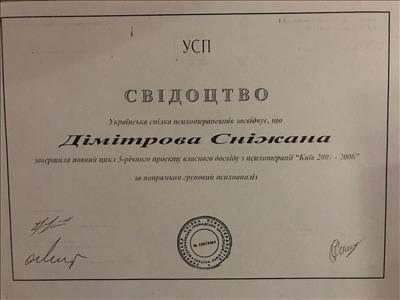 УСП
СВІДОЦТВО
Українська спілка психотерапевтів засвідчує, що
Дімітрова Сніжана
завершила повний цикл 5-річного проекту власного досвіду з психотерапії "Київ 2001 - 2006"
за напрямком груповий психоаналіз